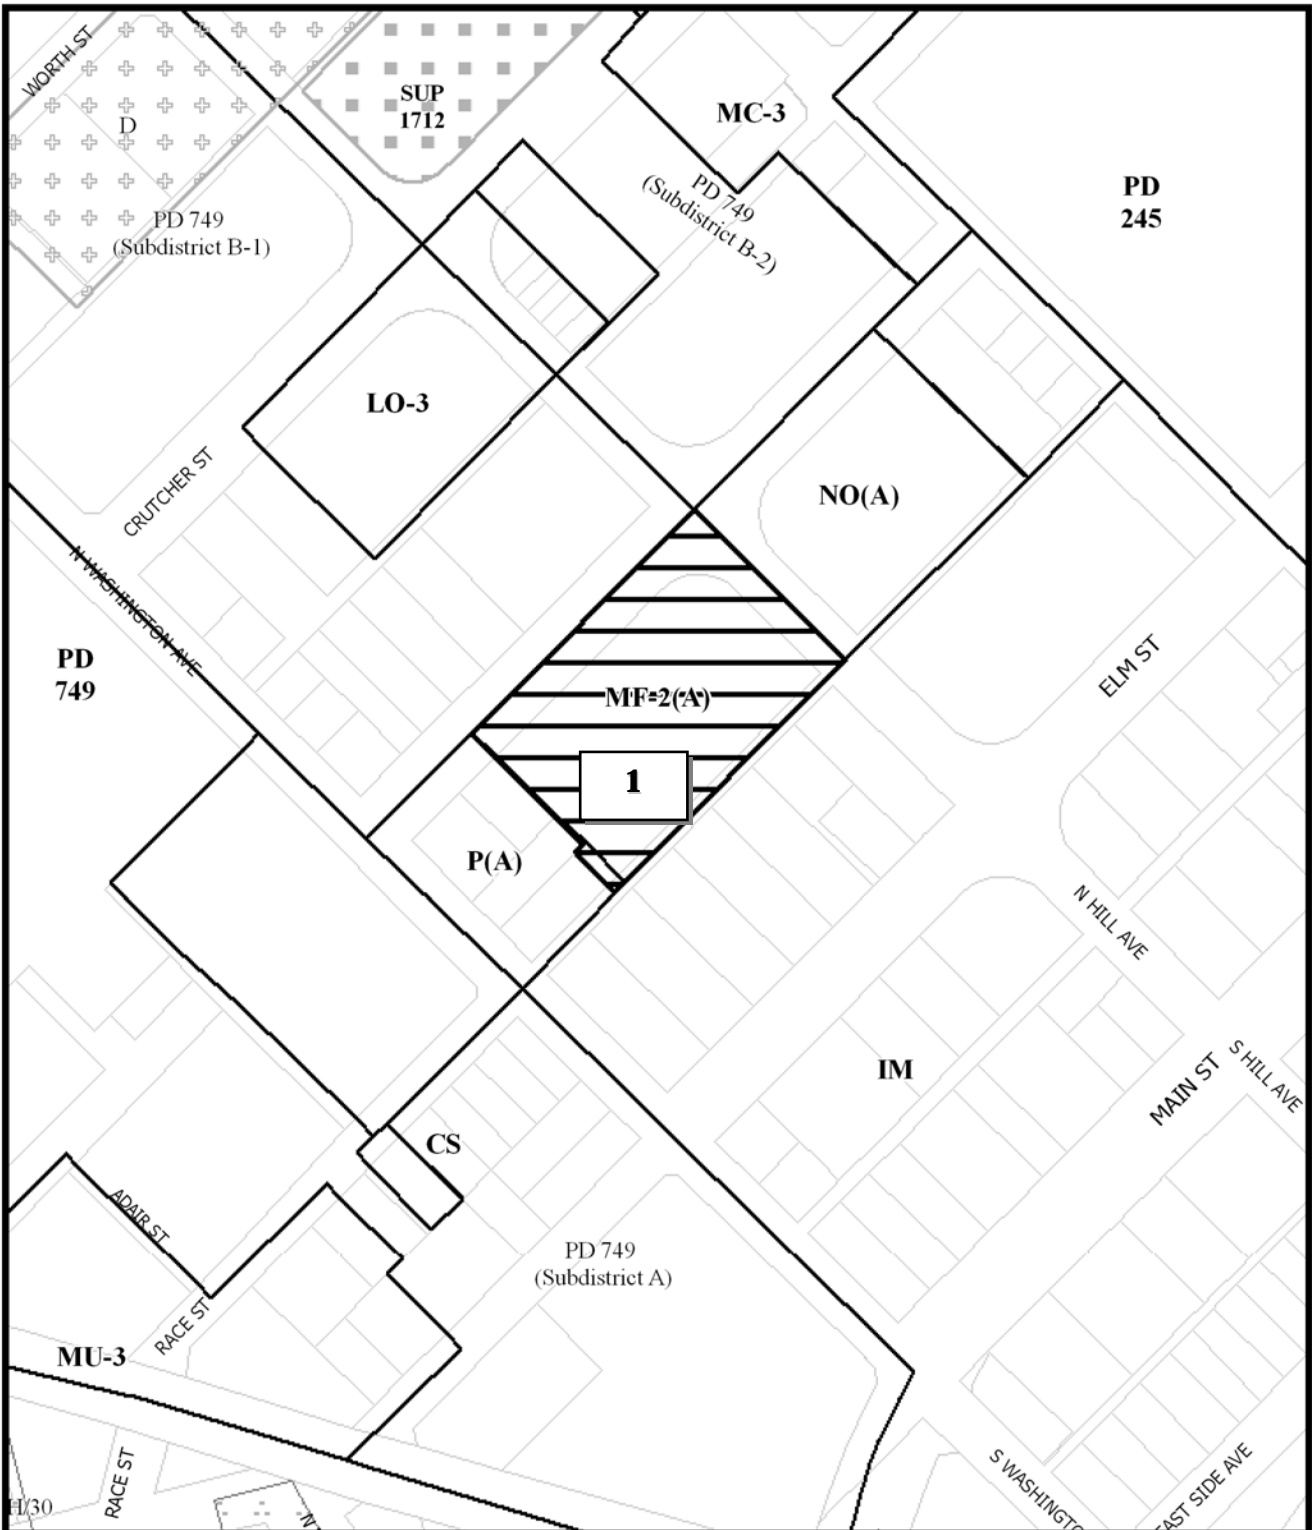 WORTH ST
D
SUP
1712
MC-3
PD 749
(Subdistrict B-2)
PD
245
PD 749
(Subdistrict B-1)
LO-3
CRUTCHER ST
NO(A)
N WASHINGTON AVE
PD
749
ELM ST
MF-2(A)
1
P(A)
N HILL AVE
IM
MAIN ST
S HILL AVE
CS
ADAIR ST
PD 749
(Subdistrict A)
RACE ST
MU-3
RACE ST
H/30
S WASHINGTO
EAST SIDE AVE